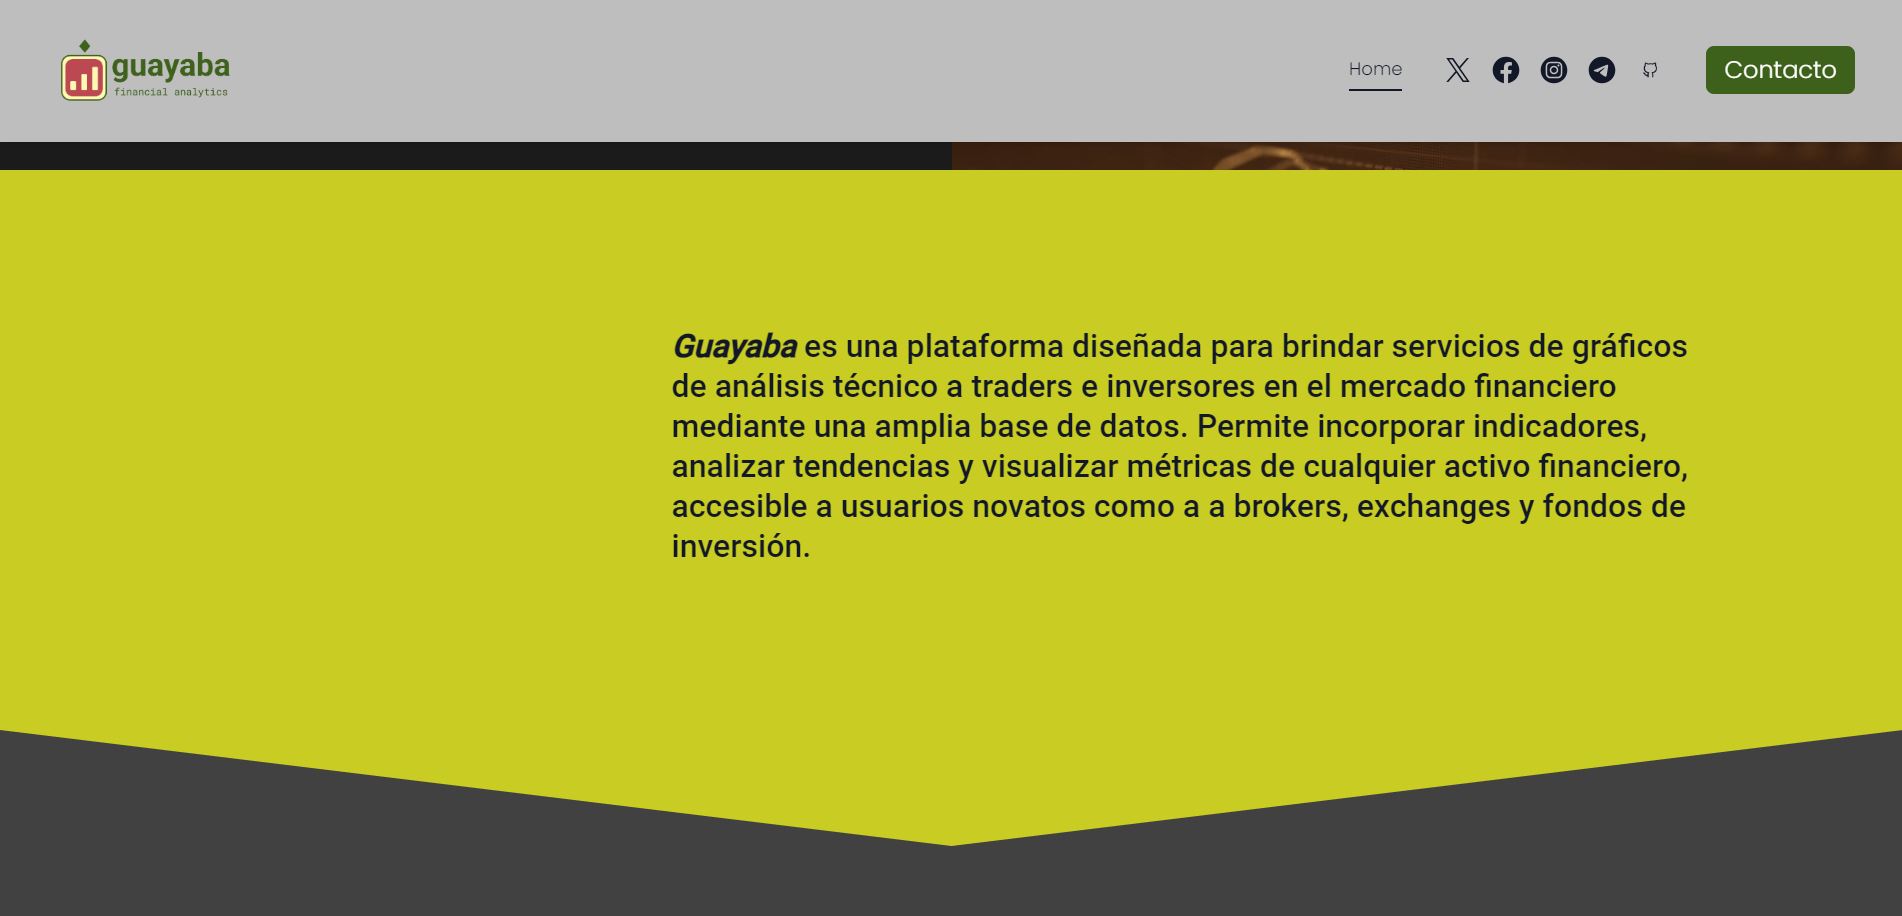 guayaba
financial analytics
Home
Contacto
Guayaba es una plataforma diseñada para brindar servicios de gráficos
de análisis técnico a traders e inversores en el mercado financiero
mediante una amplia base de datos. Permite incorporar indicadores,
analizar tendencias y visualizar métricas de cualquier activo financiero,
accesible a usuarios novatos como a a brokers, exchanges y fondos de
inversión.